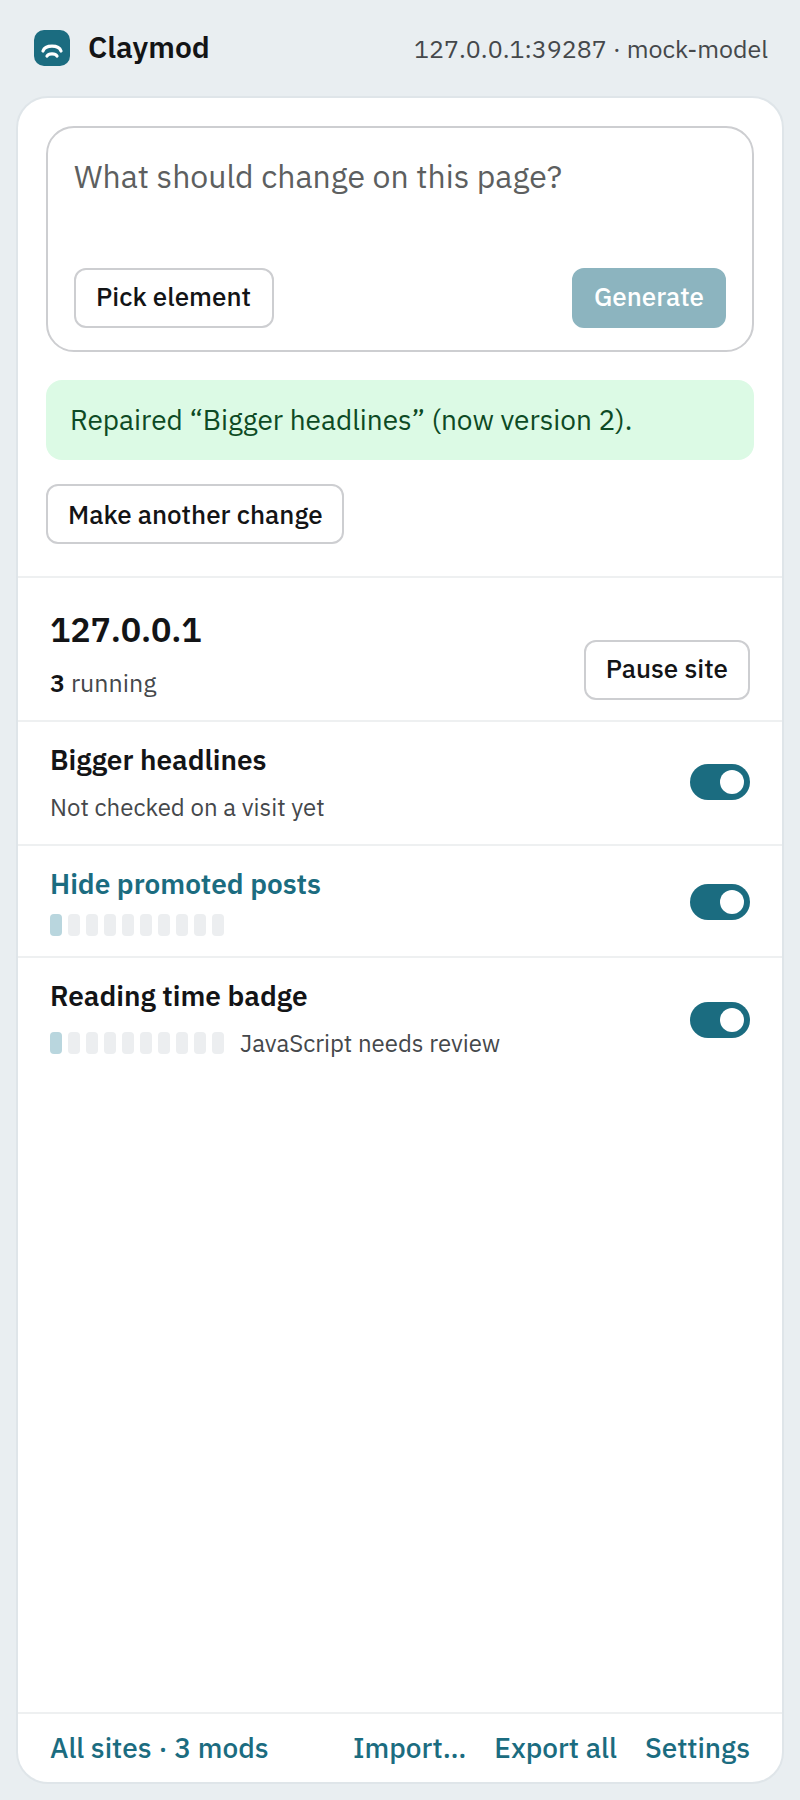 Claymod
127.0.0.1:39287 · mock-model
What should change on this page?
Pick element
Generate
Repaired “Bigger headlines” (now version 2).
Make another change
127.0.0.1
3 running
Pause site
Bigger headlines
Not checked on a visit yet
Hide promoted posts
Reading time badge
JavaScript needs review
All sites · 3 mods
Import…
Export all
Settings